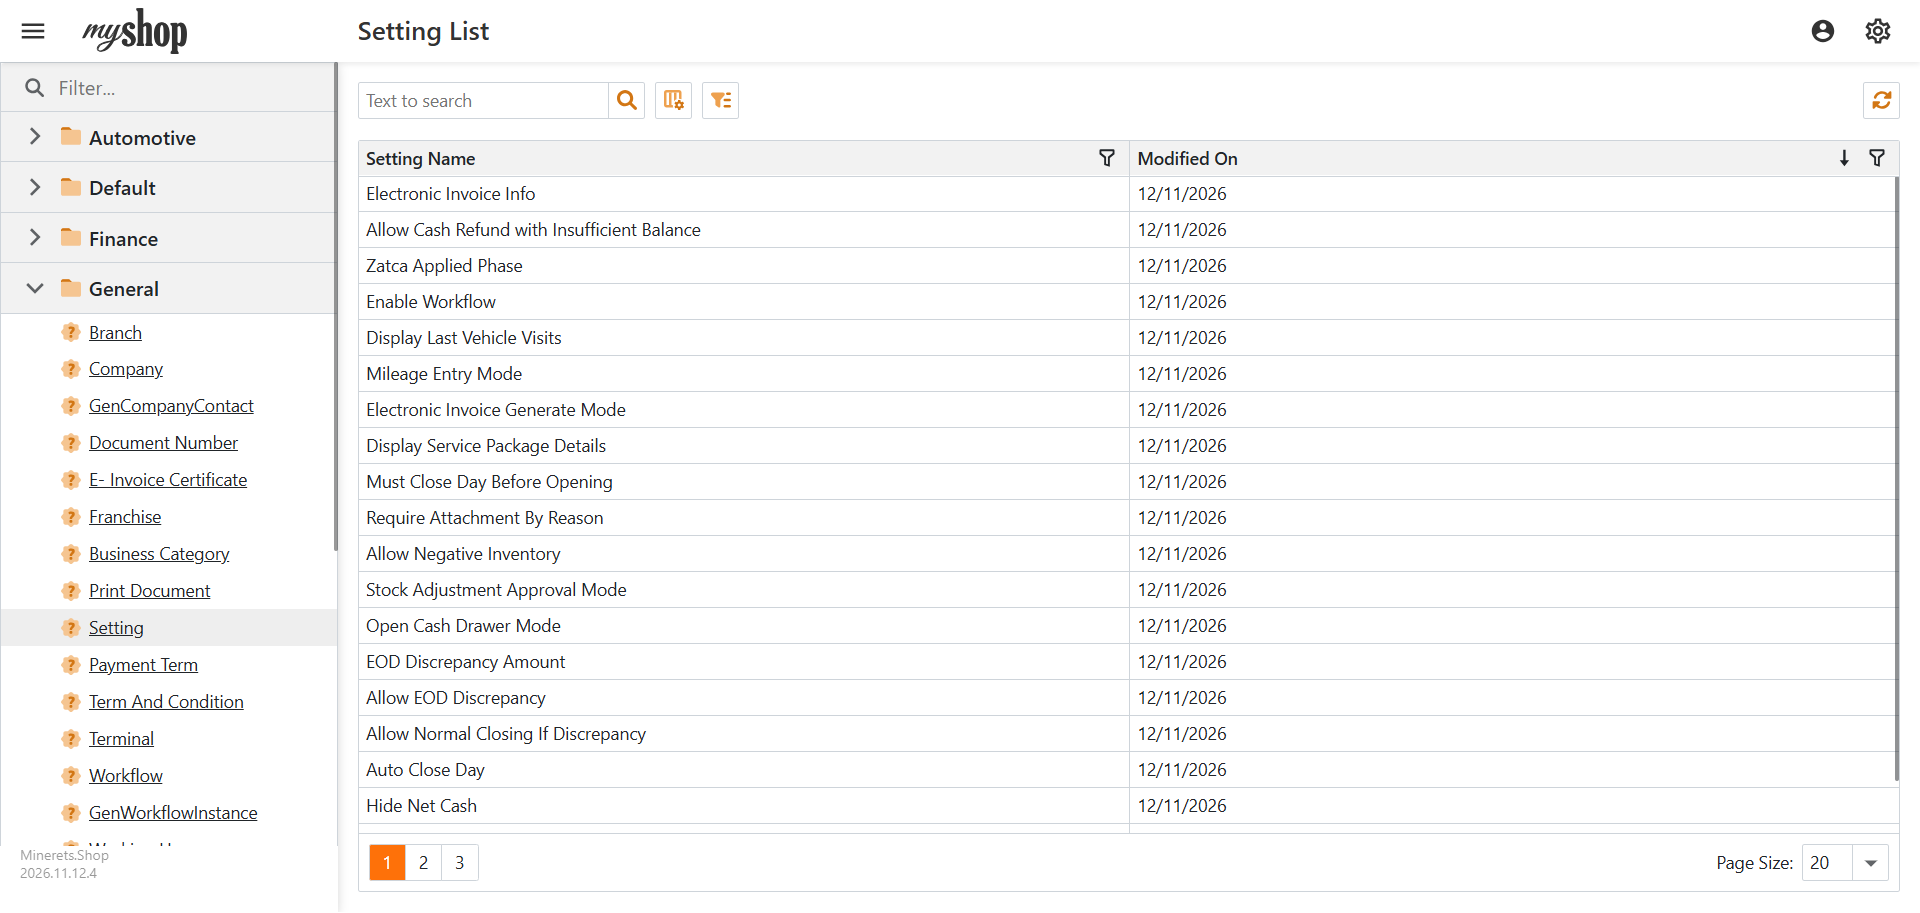 myshop
Setting List
Filter...
Automotive
Default
Finance
General
Branch
Company
GenCompanyContact
Document Number
E- Invoice Certificate
Franchise
Business Category
Print Document
Setting
Payment Term
Term And Condition
Terminal
Workflow
GenWorkflowInstance
Minerets.Shop
2026.11.12.4
Text to search
Setting Name Modified On
Electronic Invoice Info 12/11/2026
Allow Cash Refund with Insufficient Balance 12/11/2026
Zatca Applied Phase 12/11/2026
Enable Workflow 12/11/2026
Display Last Vehicle Visits 12/11/2026
Mileage Entry Mode 12/11/2026
Electronic Invoice Generate Mode 12/11/2026
Display Service Package Details 12/11/2026
Must Close Day Before Opening 12/11/2026
Require Attachment By Reason 12/11/2026
Allow Negative Inventory 12/11/2026
Stock Adjustment Approval Mode 12/11/2026
Open Cash Drawer Mode 12/11/2026
EOD Discrepancy Amount 12/11/2026
Allow EOD Discrepancy 12/11/2026
Allow Normal Closing If Discrepancy 12/11/2026
Auto Close Day 12/11/2026
Hide Net Cash 12/11/2026
1 2 3
Page Size: 20